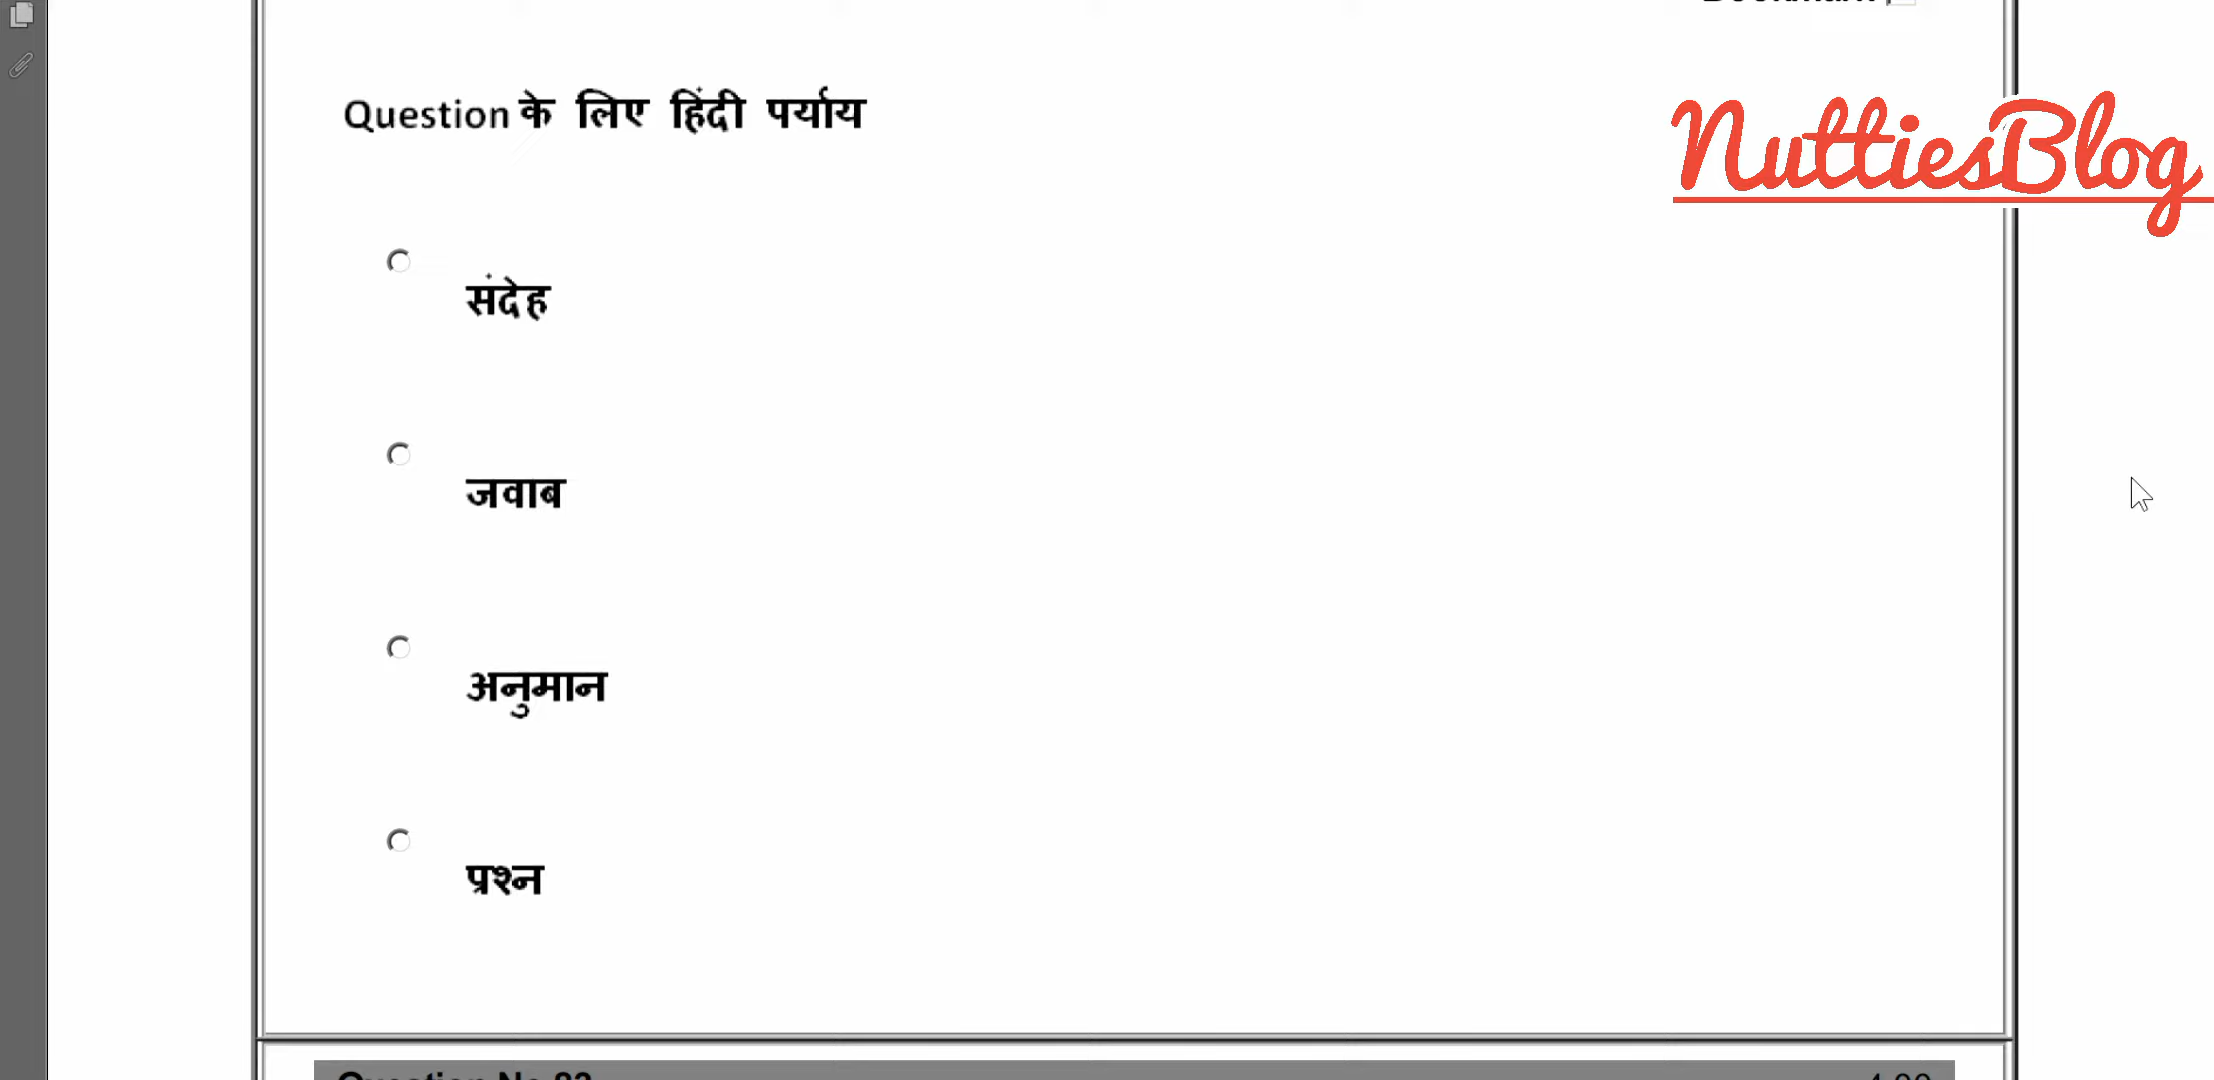 Question के लिए हिंदी पर्याय
NuttiesBlog
संदेह
जवाब
अनुमान
प्रश्न